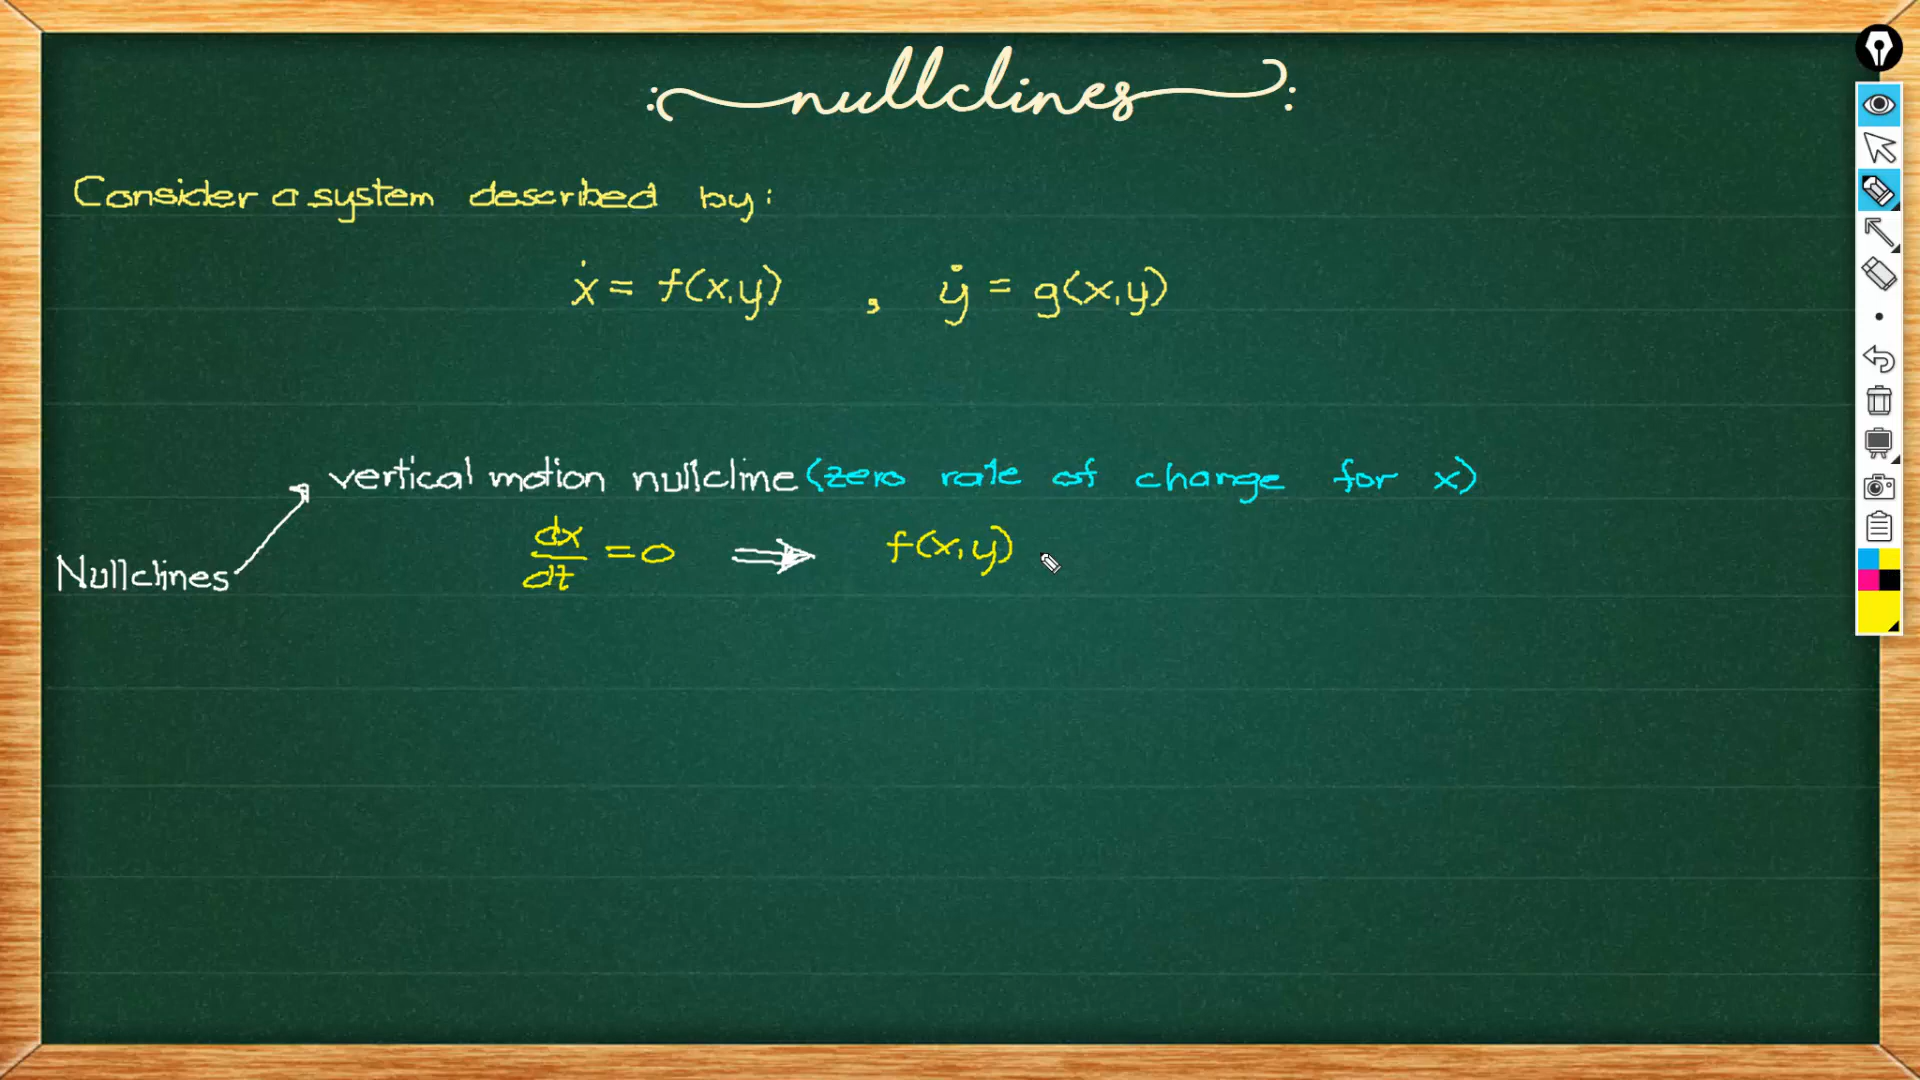 :nullclines:
Consider a system described by:
ẋ = f(x,y) , ẏ = g(x,y)
vertical motion nullcline (zero rate of change for x)
dx/dt = 0 ⇒ f(x,y)
Nullclines